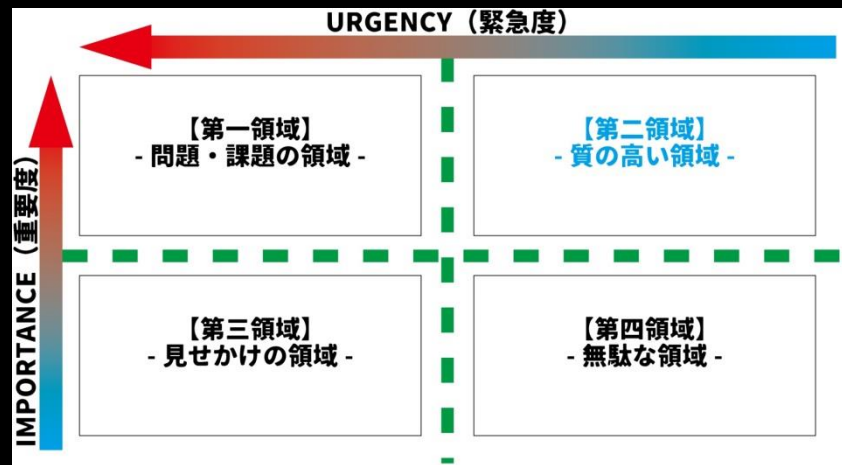 URGENCY（緊急度）
IMPORTANCE（重要度）
【第一領域】
- 問題・課題の領域 -
【第二領域】
- 質の高い領域 -
【第三領域】
- 見せかけの領域 -
【第四領域】
- 無駄な領域 -